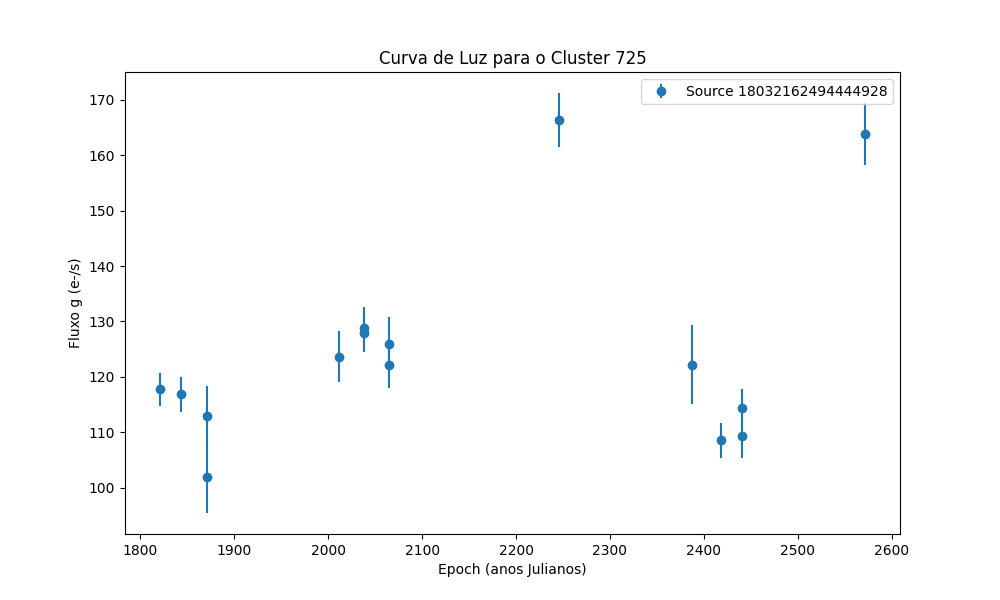 Curva de Luz para o Cluster 725
Source 18032162494444928
Fluxo g (e-/s)
170
160
150
140
130
120
110
100
1800 1900 2000 2100 2200 2300 2400 2500 2600
Epoch (anos Julianos)